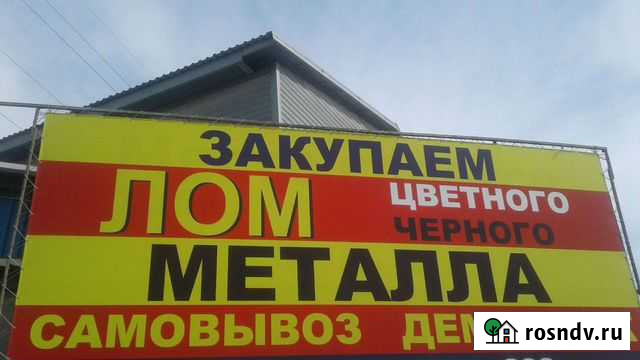 ЗАКУПАЕМ
ЛОМ ЦВЕТНОГО
ЧЕРНОГО
МЕТАЛЛА
САМОВЫВОЗ
rosndv.ru